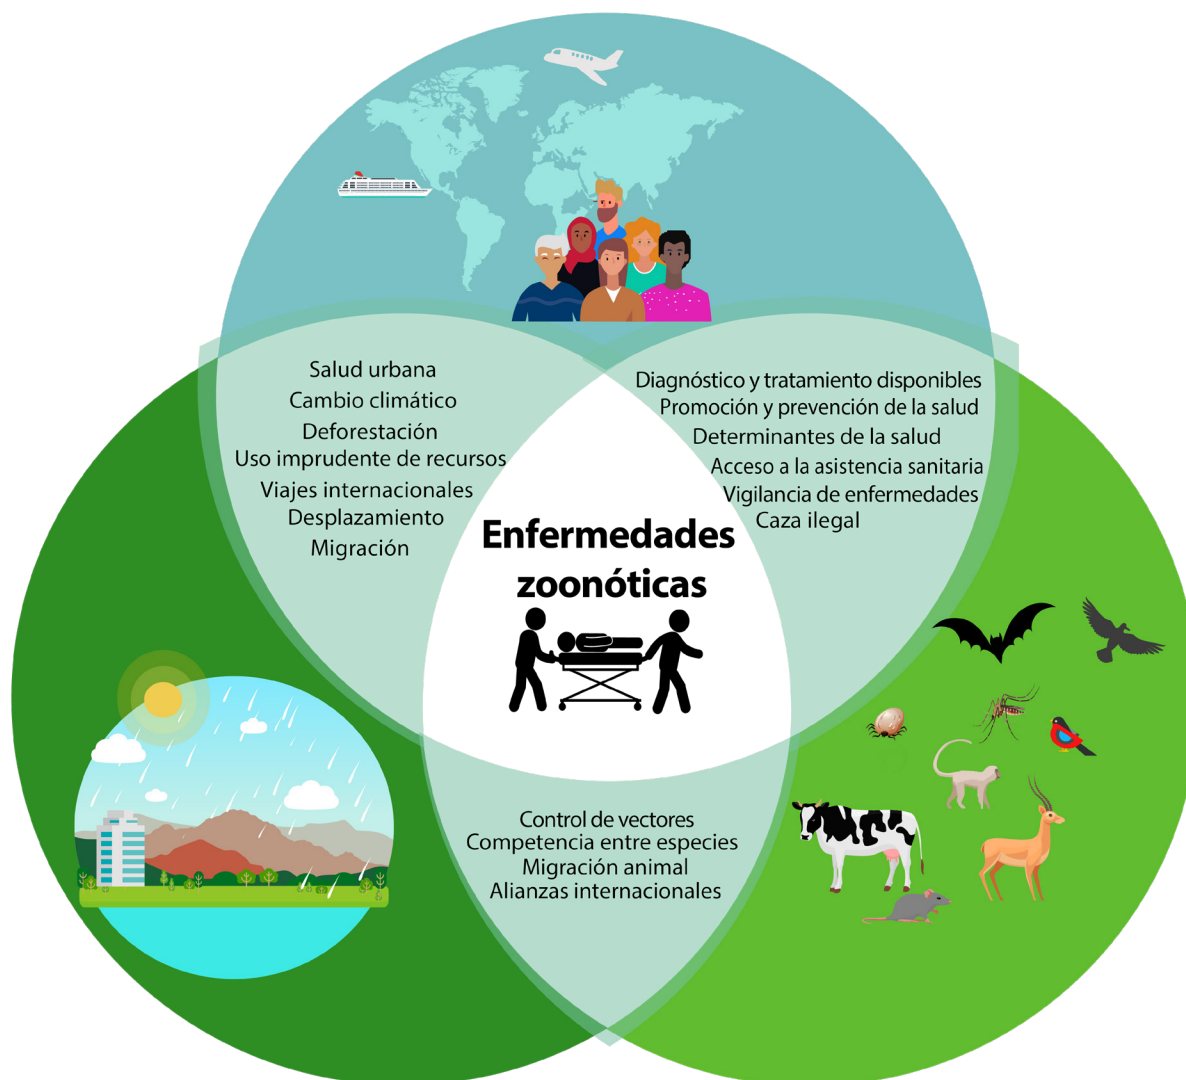 Salud urbana
Cambio climático
Deforestación
Uso imprudente de recursos
Viajes internacionales
Desplazamiento
Migración
Diagnóstico y tratamiento disponibles
Promoción y prevención de la salud
Determinantes de la salud
Acceso a la asistencia sanitaria
Vigilancia de enfermedades
Caza ilegal
Enfermedades
zoonóticas
Control de vectores
Competencia entre especies
Migración animal
Alianzas internacionales